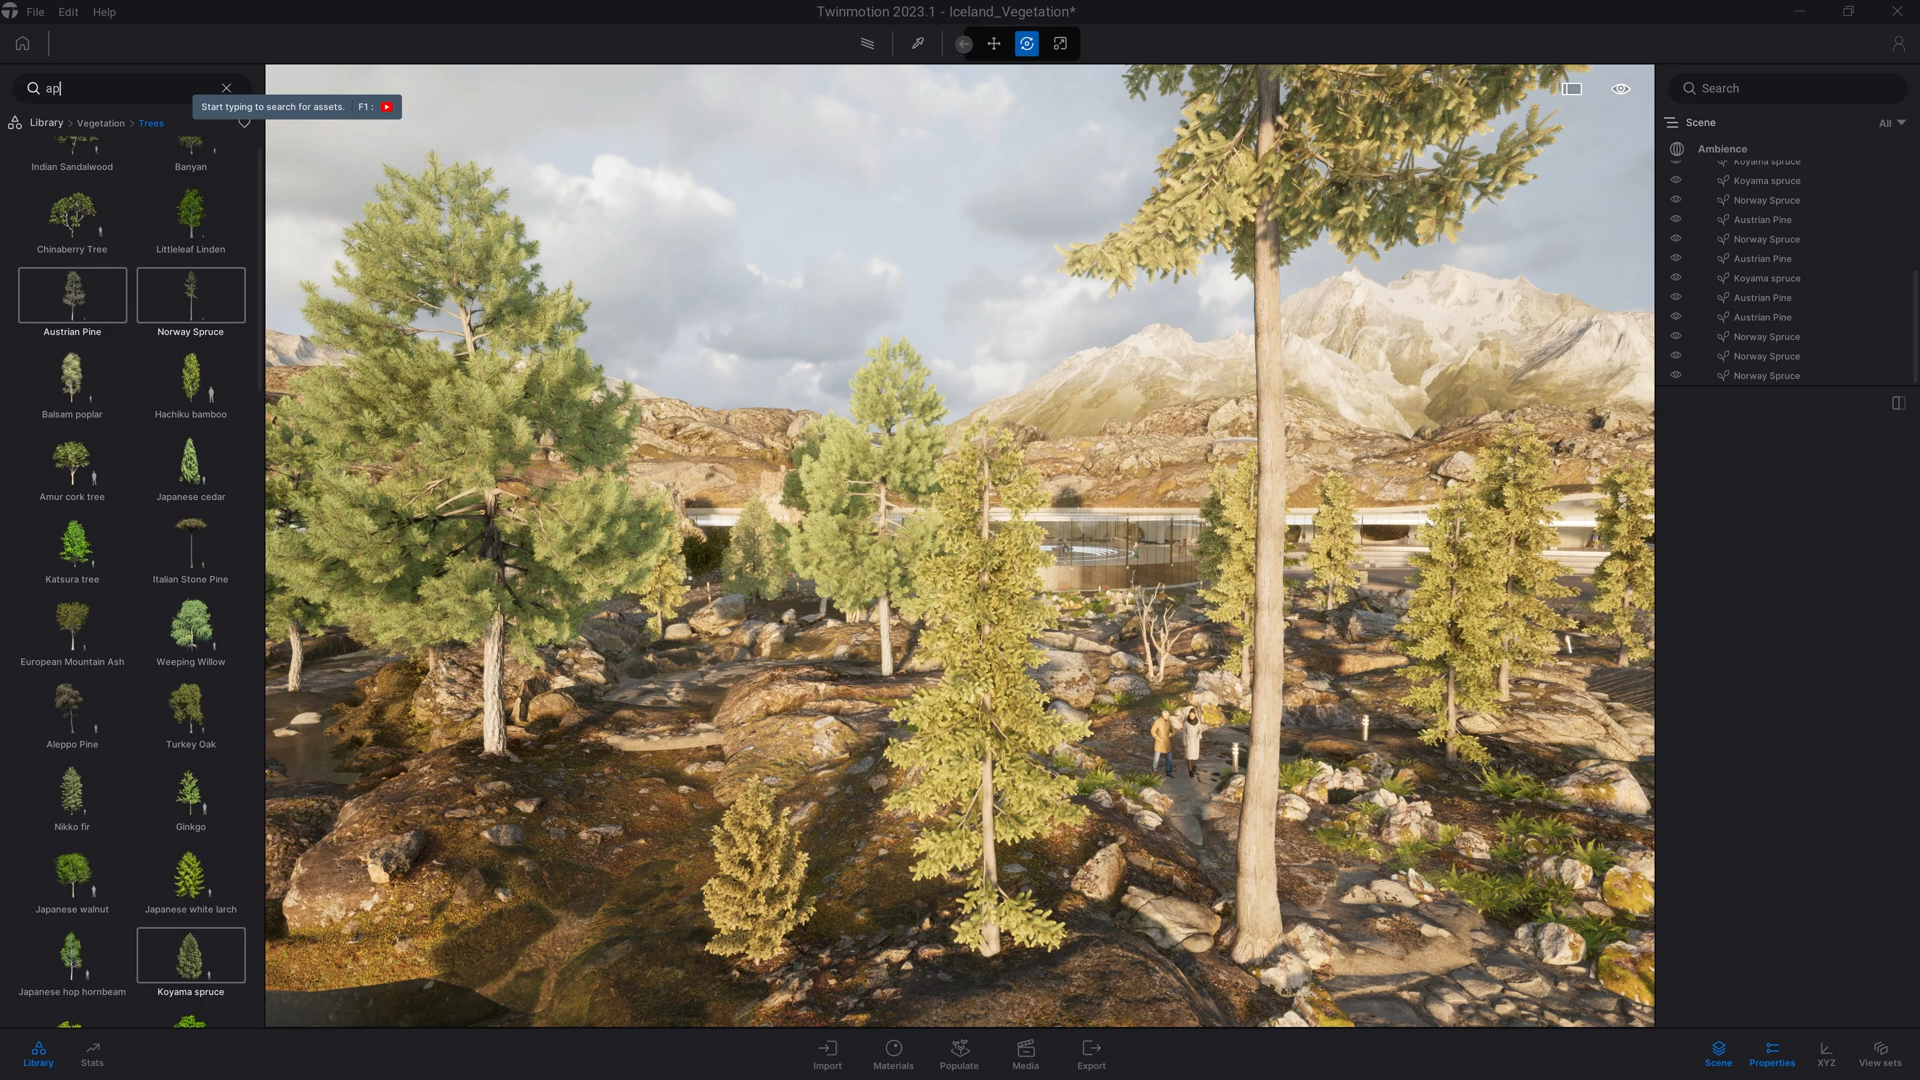 File Edit Help
Twinmotion 2023.1 - Iceland_Vegetation*
ap
Start typing to search for assets. F1 :
Library > Vegetation > Trees
Indian Sandalwood
Banyan
Chinaberry Tree
Littleleaf Linden
Austrian Pine
Norway Spruce
Balsam poplar
Hachiku bamboo
Amur cork tree
Japanese cedar
Katsura tree
Italian Stone Pine
European Mountain Ash
Weeping Willow
Aleppo Pine
Turkey Oak
Nikko fir
Ginkgo
Japanese walnut
Japanese white larch
Japanese hop hornbeam
Koyama spruce
Search
Scene
All
Ambience
Koyama spruce
Koyama spruce
Norway Spruce
Austrian Pine
Norway Spruce
Austrian Pine
Koyama spruce
Austrian Pine
Austrian Pine
Norway Spruce
Norway Spruce
Norway Spruce
Library
Stats
Import
Materials
Populate
Media
Export
Scene
Properties
XYZ
View sets